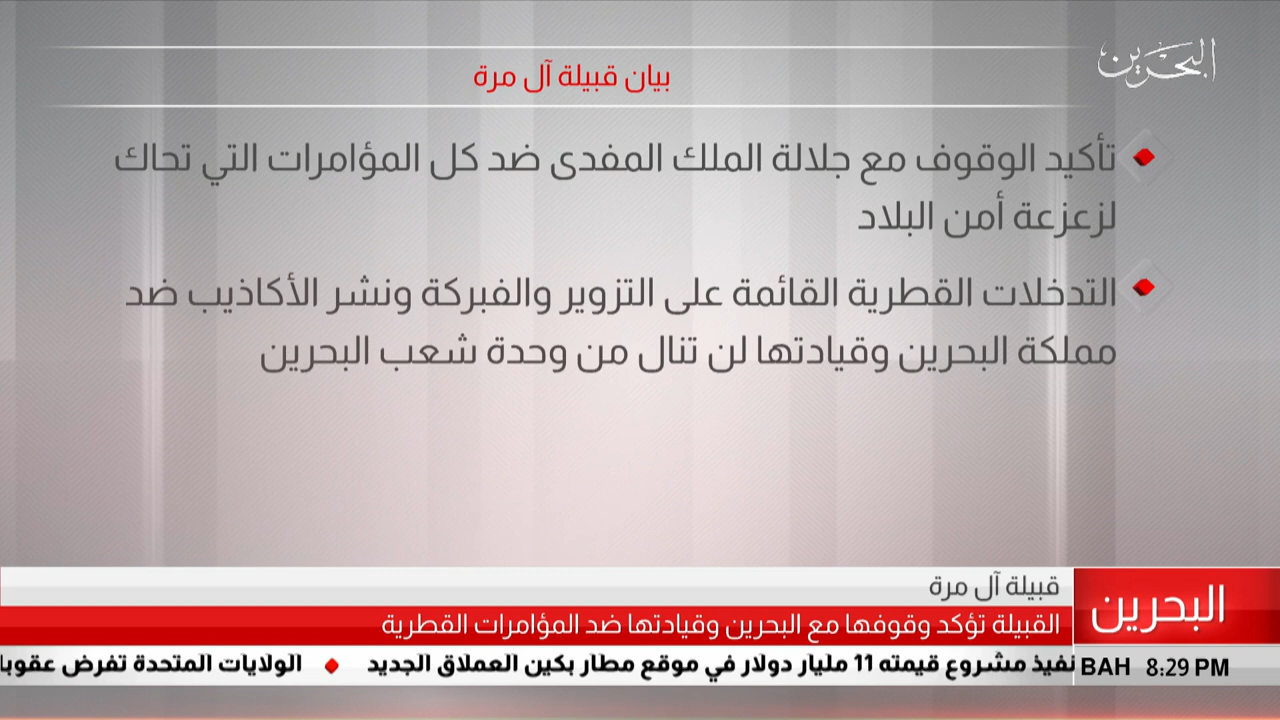 البحرين
بيان قبيلة آل مرة
تأكيد الوقوف مع جلالة الملك المفدى ضد كل المؤامرات التي تحاك
لزعزعة أمن البلاد
التدخلات القطرية القائمة على التزوير والفبركة ونشر الأكاذيب ضد
مملكة البحرين وقيادتها لن تنال من وحدة شعب البحرين
البحرين
قبيلة آل مرة
القبيلة تؤكد وقوفها مع البحرين وقيادتها ضد المؤامرات القطرية
BAH 8:29 PM
نفيذ مشروع قيمته 11 مليار دولار في موقع مطار بكين العملاق الجديد ♦ الولايات المتحدة تفرض عقوبا